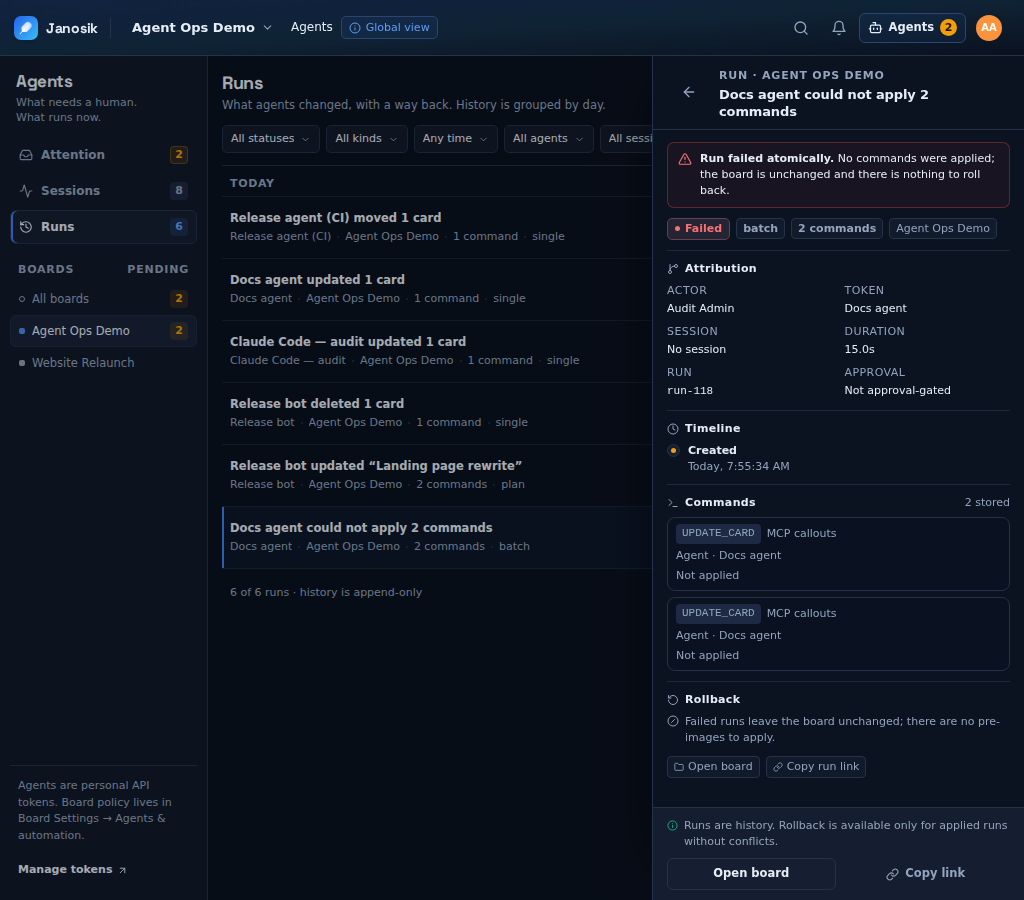 Janosik
Agent Ops Demo
Agents
Global view
Agents 2
AA
Agents
What needs a human.
What runs now.
Attention 2
Sessions 8
Runs 6
BOARDS PENDING
All boards 2
Agent Ops Demo 2
Website Relaunch
Agents are personal API
tokens. Board policy lives in
Board Settings → Agents &
automation.
Manage tokens
Runs
What agents changed, with a way back. History is grouped by day.
All statuses All kinds Any time All agents All sessi
TODAY
Release agent (CI) moved 1 card
Release agent (CI) · Agent Ops Demo · 1 command · single
Docs agent updated 1 card
Docs agent · Agent Ops Demo · 1 command · single
Claude Code — audit updated 1 card
Claude Code — audit · Agent Ops Demo · 1 command · single
Release bot deleted 1 card
Release bot · Agent Ops Demo · 1 command · single
Release bot updated “Landing page rewrite”
Release bot · Agent Ops Demo · 2 commands · plan
Docs agent could not apply 2 commands
Docs agent · Agent Ops Demo · 2 commands · batch
6 of 6 runs · history is append-only
RUN · AGENT OPS DEMO
Docs agent could not apply 2
commands
Run failed atomically. No commands were applied;
the board is unchanged and there is nothing to roll
back.
Failed batch 2 commands Agent Ops Demo
Attribution
ACTOR TOKEN
Audit Admin Docs agent
SESSION DURATION
No session 15.0s
RUN APPROVAL
run-118 Not approval-gated
Timeline
Created
Today, 7:55:34 AM
Commands 2 stored
UPDATE_CARD MCP callouts
Agent · Docs agent
Not applied
UPDATE_CARD MCP callouts
Agent · Docs agent
Not applied
Rollback
Failed runs leave the board unchanged; there are no pre-
images to apply.
Open board Copy run link
Runs are history. Rollback is available only for applied runs
without conflicts.
Open board Copy link